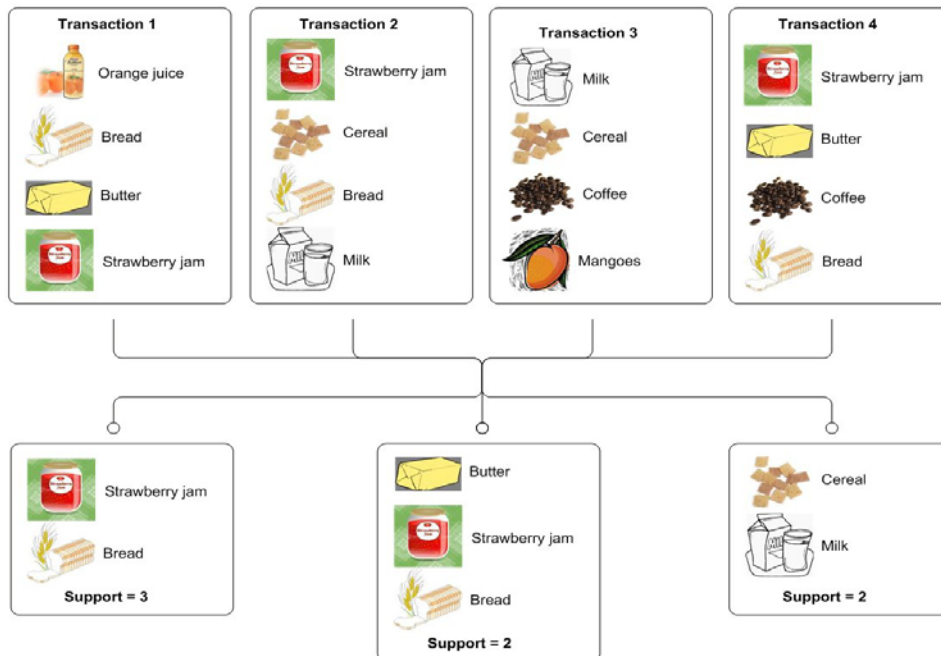 Transaction 1
Orange juice
Bread
Butter
Strawberry jam
Transaction 2
Strawberry jam
Cereal
Bread
Milk
Transaction 3
Milk
Cereal
Coffee
Mangoes
Transaction 4
Strawberry jam
Butter
Coffee
Bread
Strawberry jam
Bread
Support = 3
Butter
Strawberry jam
Bread
Support = 2
Cereal
Milk
Support = 2